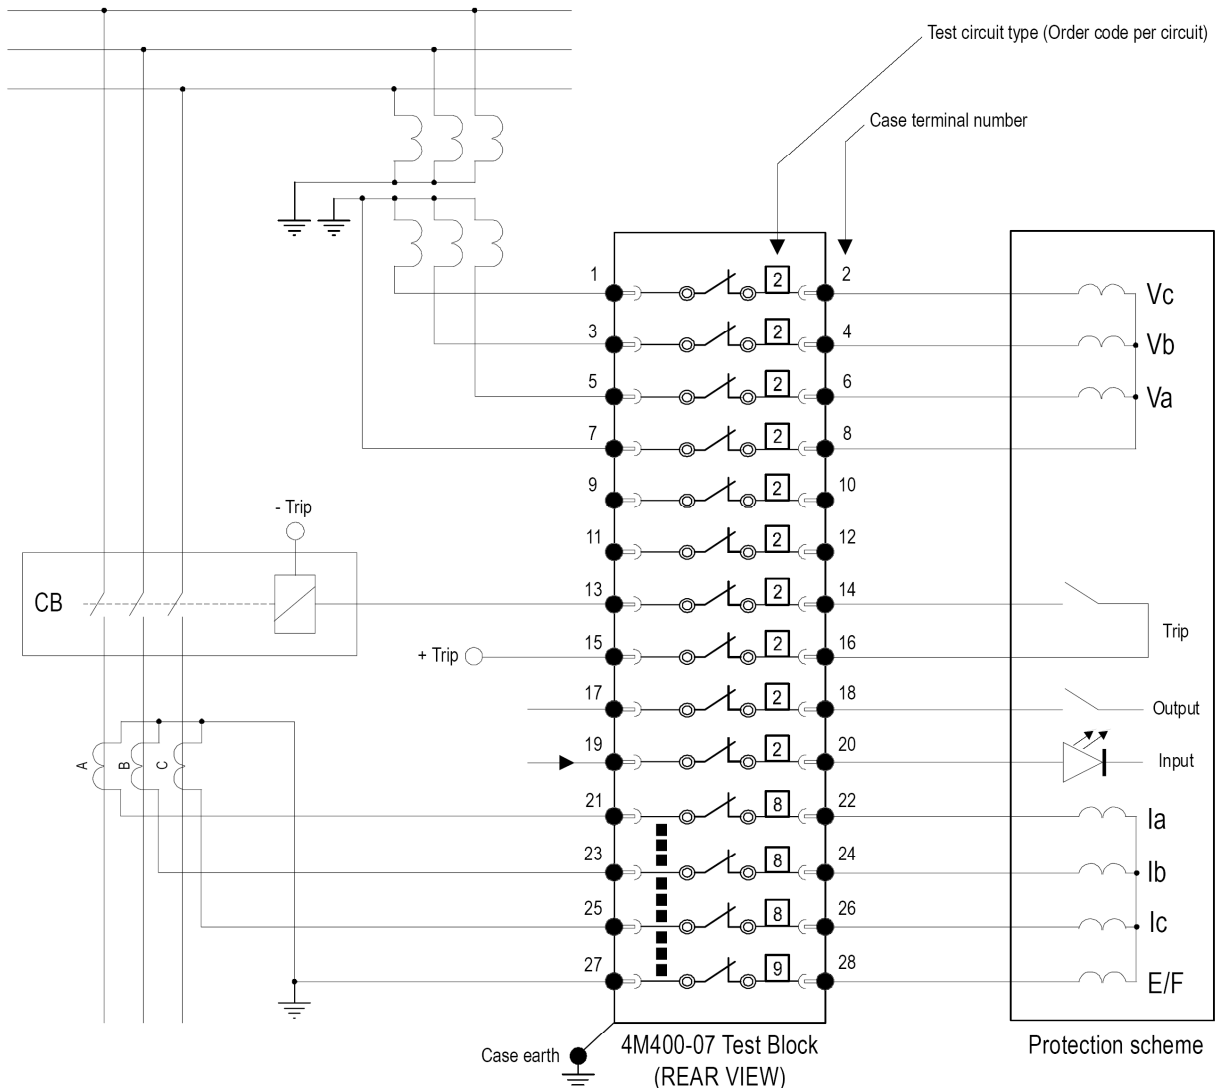 Test circuit type (Order code per circuit)
Case terminal number
1 2 2 Vc
3 2 4 Vb
5 2 6 Va
7 2 8
9 2 10
- Trip
11 2 12
CB
13 2 14
Trip
+ Trip 15 2 16
17 2 18 Output
19 2 20 Input
A B C
21 8 22 Ia
23 8 24 Ib
25 8 26 Ic
27 9 28 E/F
Case earth
4M400-07 Test Block
(REAR VIEW)
Protection scheme